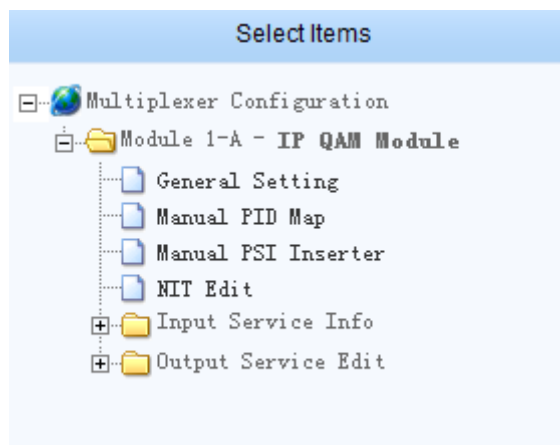 Select Items
Multiplexer Configuration
Module 1-A - IP QAM Module
General Setting
Manual PID Map
Manual PSI Inserter
NIT Edit
Input Service Info
Output Service Edit